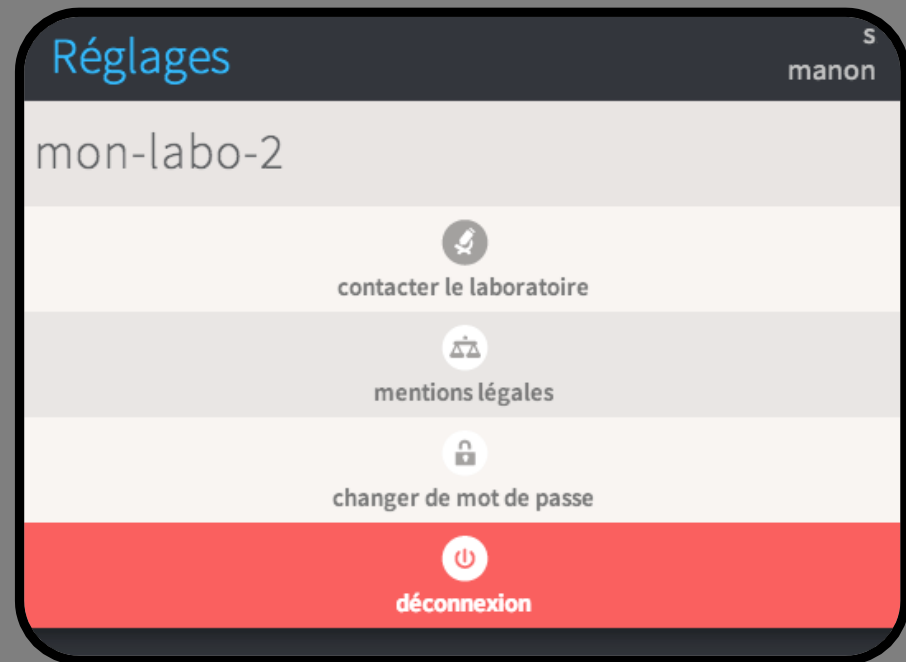 Réglages
s
manon
mon-labo-2
contacter le laboratoire
mentions légales
changer de mot de passe
déconnexion